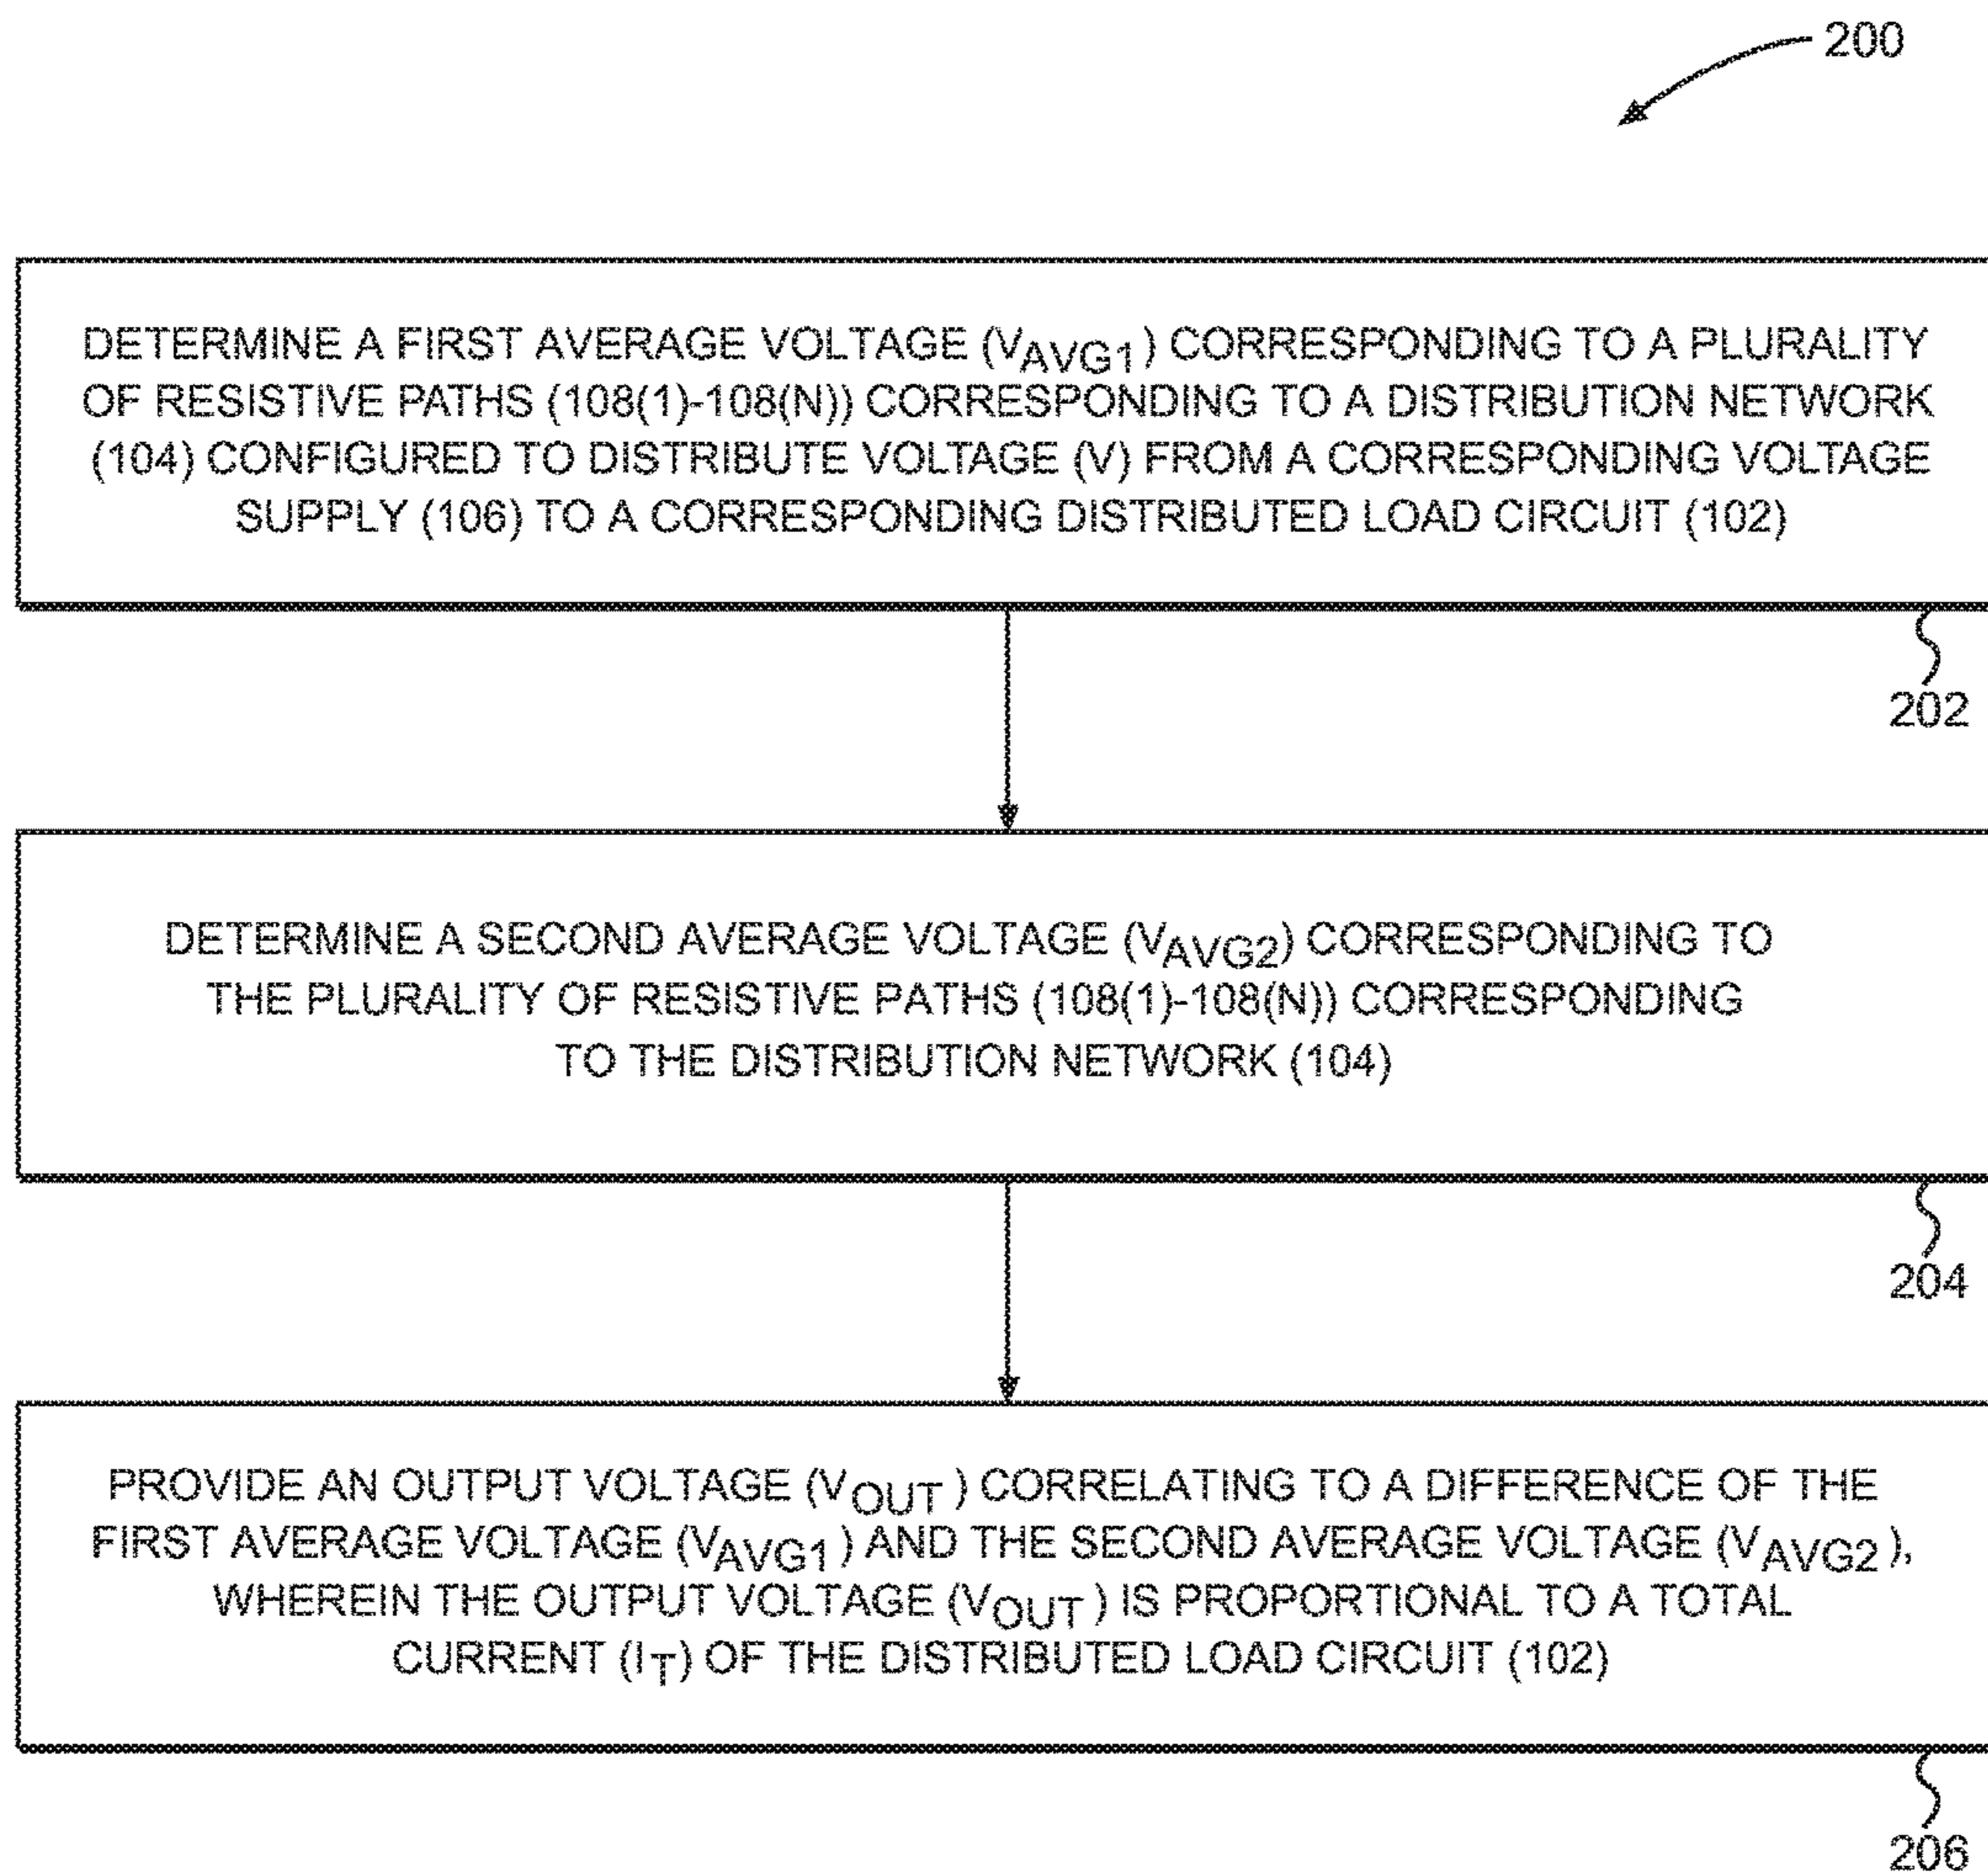 200
DETERMINE A FIRST AVERAGE VOLTAGE (VAVG1) CORRESPONDING TO A PLURALITY
OF RESISTIVE PATHS (108(1)-108(N)) CORRESPONDING TO A DISTRIBUTION NETWORK
(104) CONFIGURED TO DISTRIBUTE VOLTAGE (V) FROM A CORRESPONDING VOLTAGE
SUPPLY (106) TO A CORRESPONDING DISTRIBUTED LOAD CIRCUIT (102)
202
DETERMINE A SECOND AVERAGE VOLTAGE (VAVG2) CORRESPONDING TO
THE PLURALITY OF RESISTIVE PATHS (108(1)-108(N)) CORRESPONDING
TO THE DISTRIBUTION NETWORK (104)
204
PROVIDE AN OUTPUT VOLTAGE (VOUT) CORRELATING TO A DIFFERENCE OF THE
FIRST AVERAGE VOLTAGE (VAVG1) AND THE SECOND AVERAGE VOLTAGE (VAVG2),
WHEREIN THE OUTPUT VOLTAGE (VOUT) IS PROPORTIONAL TO A TOTAL
CURRENT (IT) OF THE DISTRIBUTED LOAD CIRCUIT (102)
206